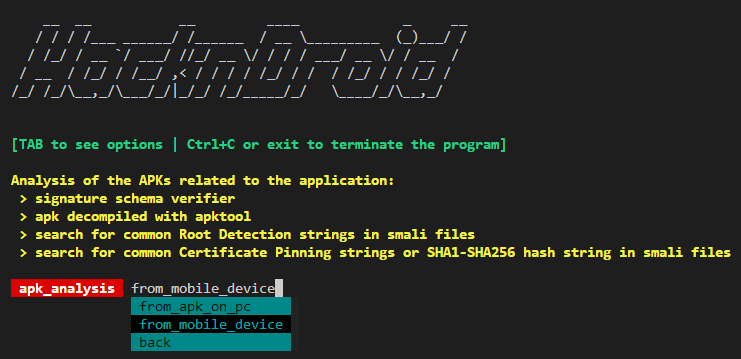 HacknDroid
[TAB to see options | Ctrl+C or exit to terminate the program]
Analysis of the APKs related to the application:
> signature schema verifier
> apk decompiled with apktool
> search for common Root Detection strings in smali files
> search for common Certificate Pinning strings or SHA1-SHA256 hash string in smali files
apk_analysis from_mobile_device
from_apk_on_pc
from_mobile_device
back